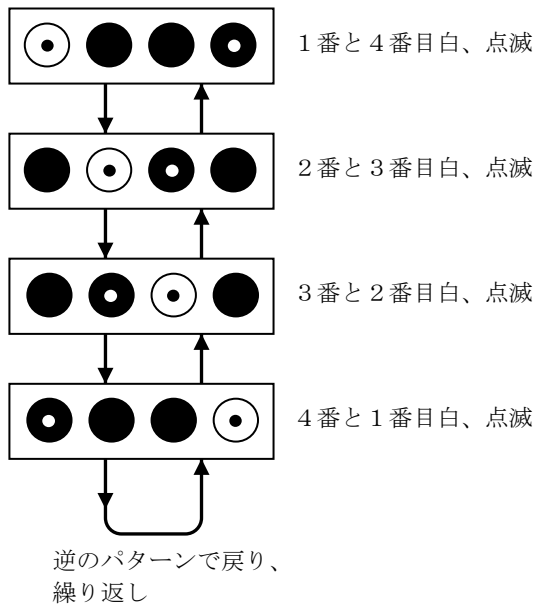 １番と４番目白、点滅
２番と３番目白、点滅
３番と２番目白、点滅
４番と１番目白、点滅
逆のパターンで戻り、
繰り返し